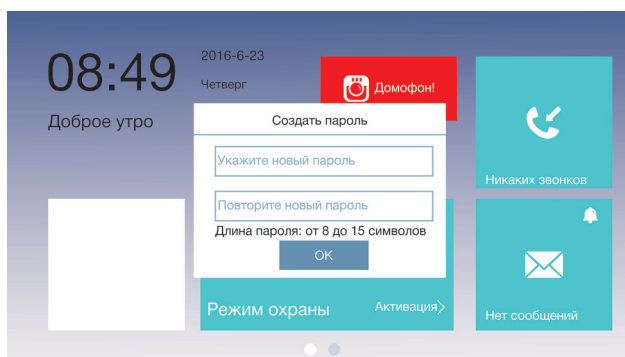 08:49
Доброе утро
2016-6-23
Четверг
Домофон!
Создать пароль
Укажите новый пароль
Повторите новый пароль
Длина пароля: от 8 до 15 символов
OK
Никаких звонков
Режим охраны
Активация
Нет сообщений